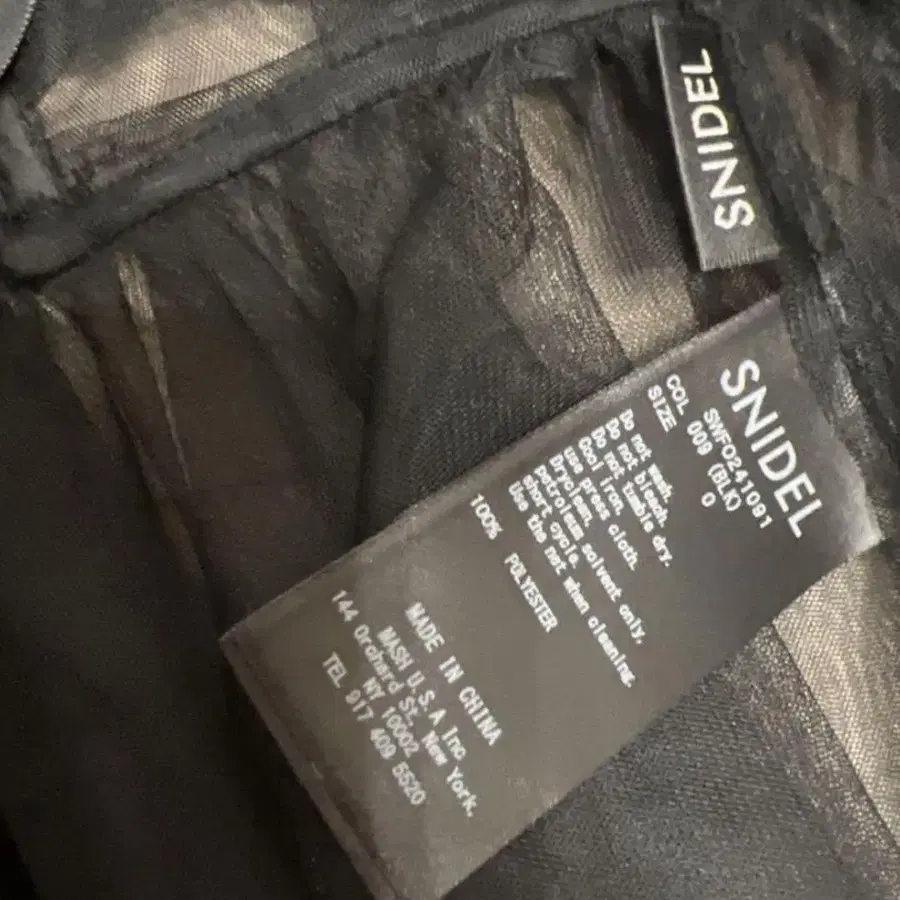 SNIDEL
SNIDEL
SWFO241091
COL 009 (BLK)
SIZE 0
Do not wash.
Do not bleach.
Do not tumble dry.
Cool iron,
use press cloth.
Dryclean,
petroleum solvent only,
short cycle.
Use the net when cleaning.
100% POLYESTER
MADE IN CHINA
MASH U.S.A Inc.
144 Orchard St. New York,
NY 10002
TEL 917 409 5520